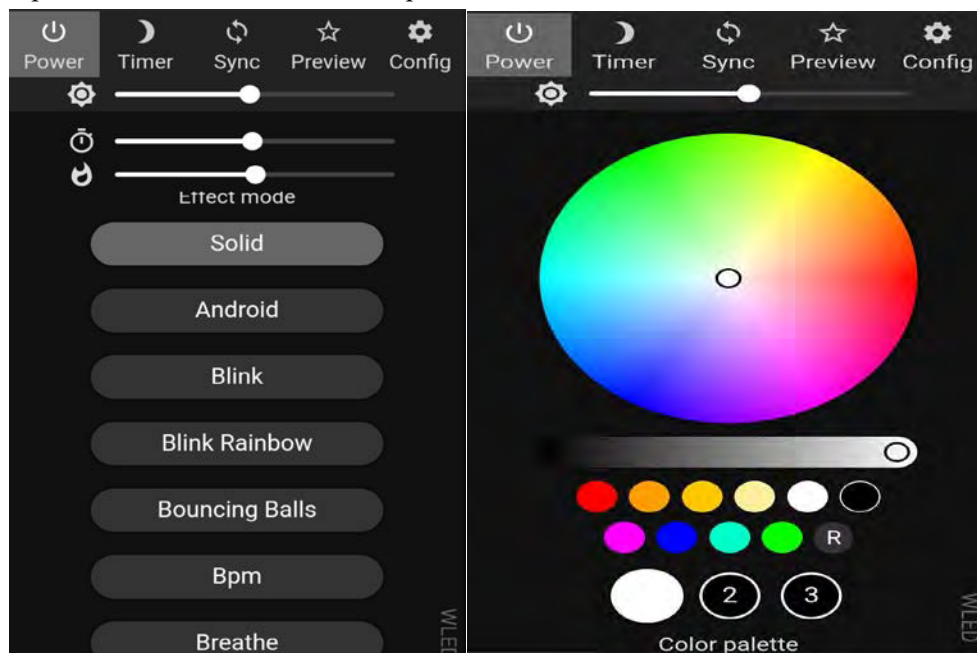 Power Timer Sync Preview Config
Effect mode
Solid
Android
Blink
Blink Rainbow
Bouncing Balls
Bpm
Breathe
WLED
Power Timer Sync Preview Config
R
2 3
Color palette
WLED